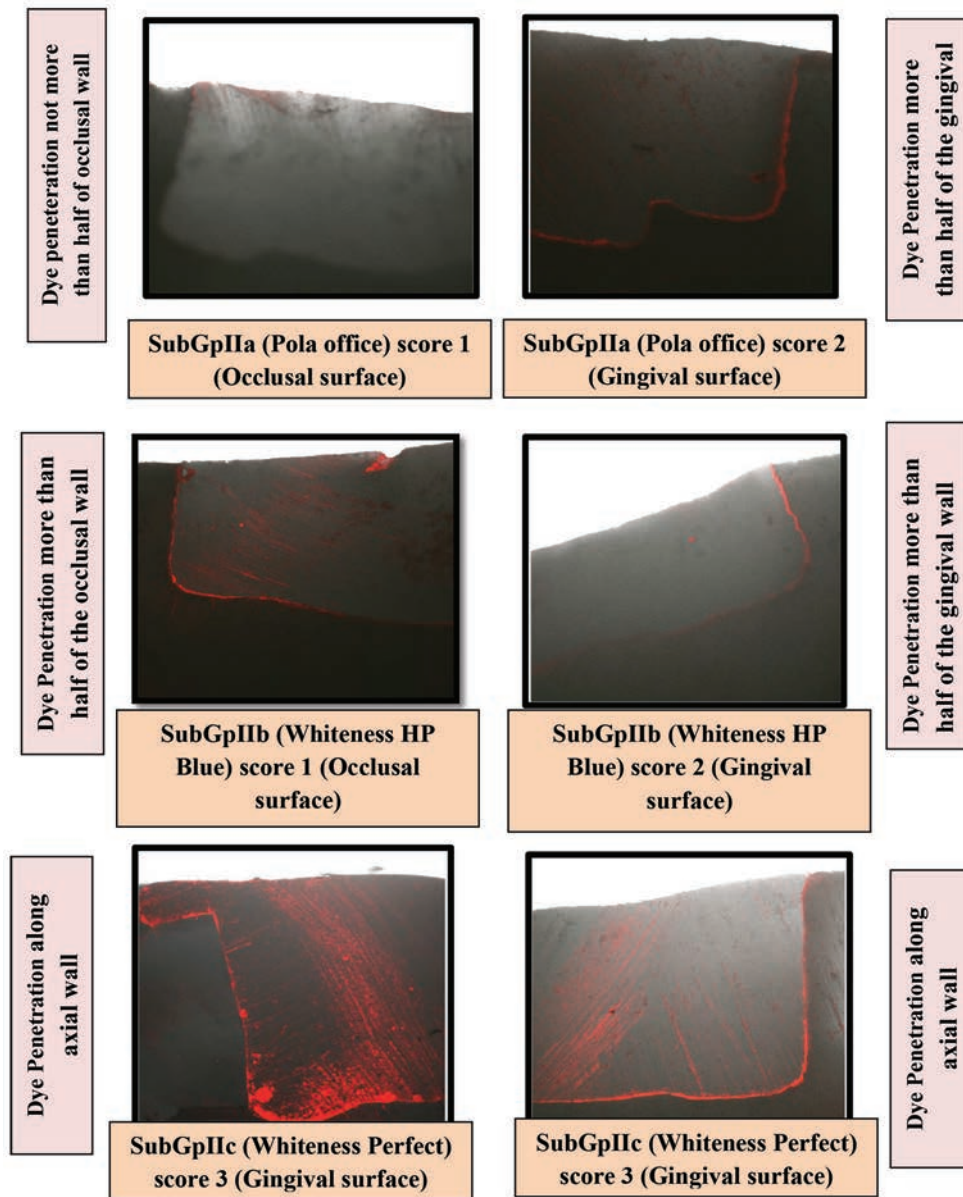 Dye peneteration not more
than half of occlusal wall
Dye Penetration more
than half of the gingival
SubGpIIa (Pola office) score 1
(Occlusal surface)
SubGpIIa (Pola office) score 2
(Gingival surface)
Dye Penetration more than
half of the occlusal wall
Dye Penetration more than
half of the gingival wall
SubGpIIb (Whiteness HP
Blue) score 1 (Occlusal
surface)
SubGpIIb (Whiteness HP
Blue) score 2 (Gingival
surface)
Dye Penetration along
axial wall
Dye Penetration along
axial wall
SubGpIIc (Whiteness Perfect)
score 3 (Gingival surface)
SubGpIIc (Whiteness Perfect)
score 3 (Gingival surface)